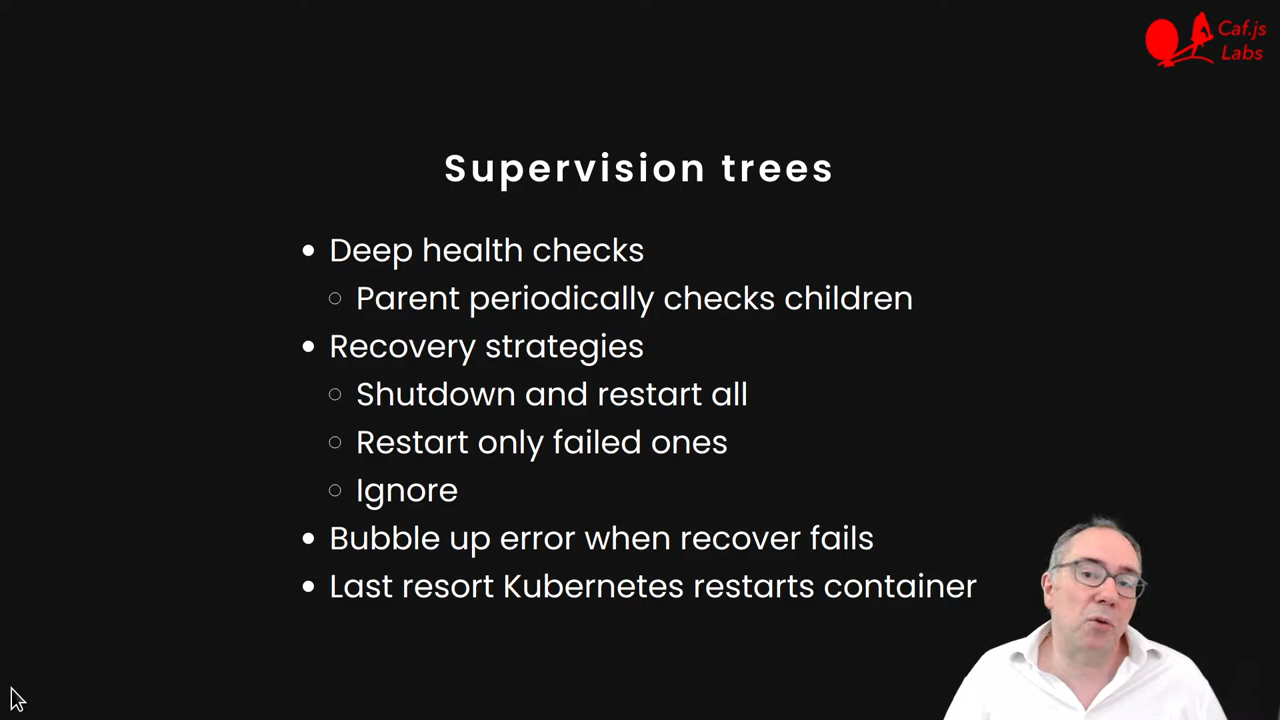 Caf.js
Labs
Supervision trees
Deep health checks
Parent periodically checks children
Recovery strategies
Shutdown and restart all
Restart only failed ones
Ignore
Bubble up error when recover fails
Last resort Kubernetes restarts container